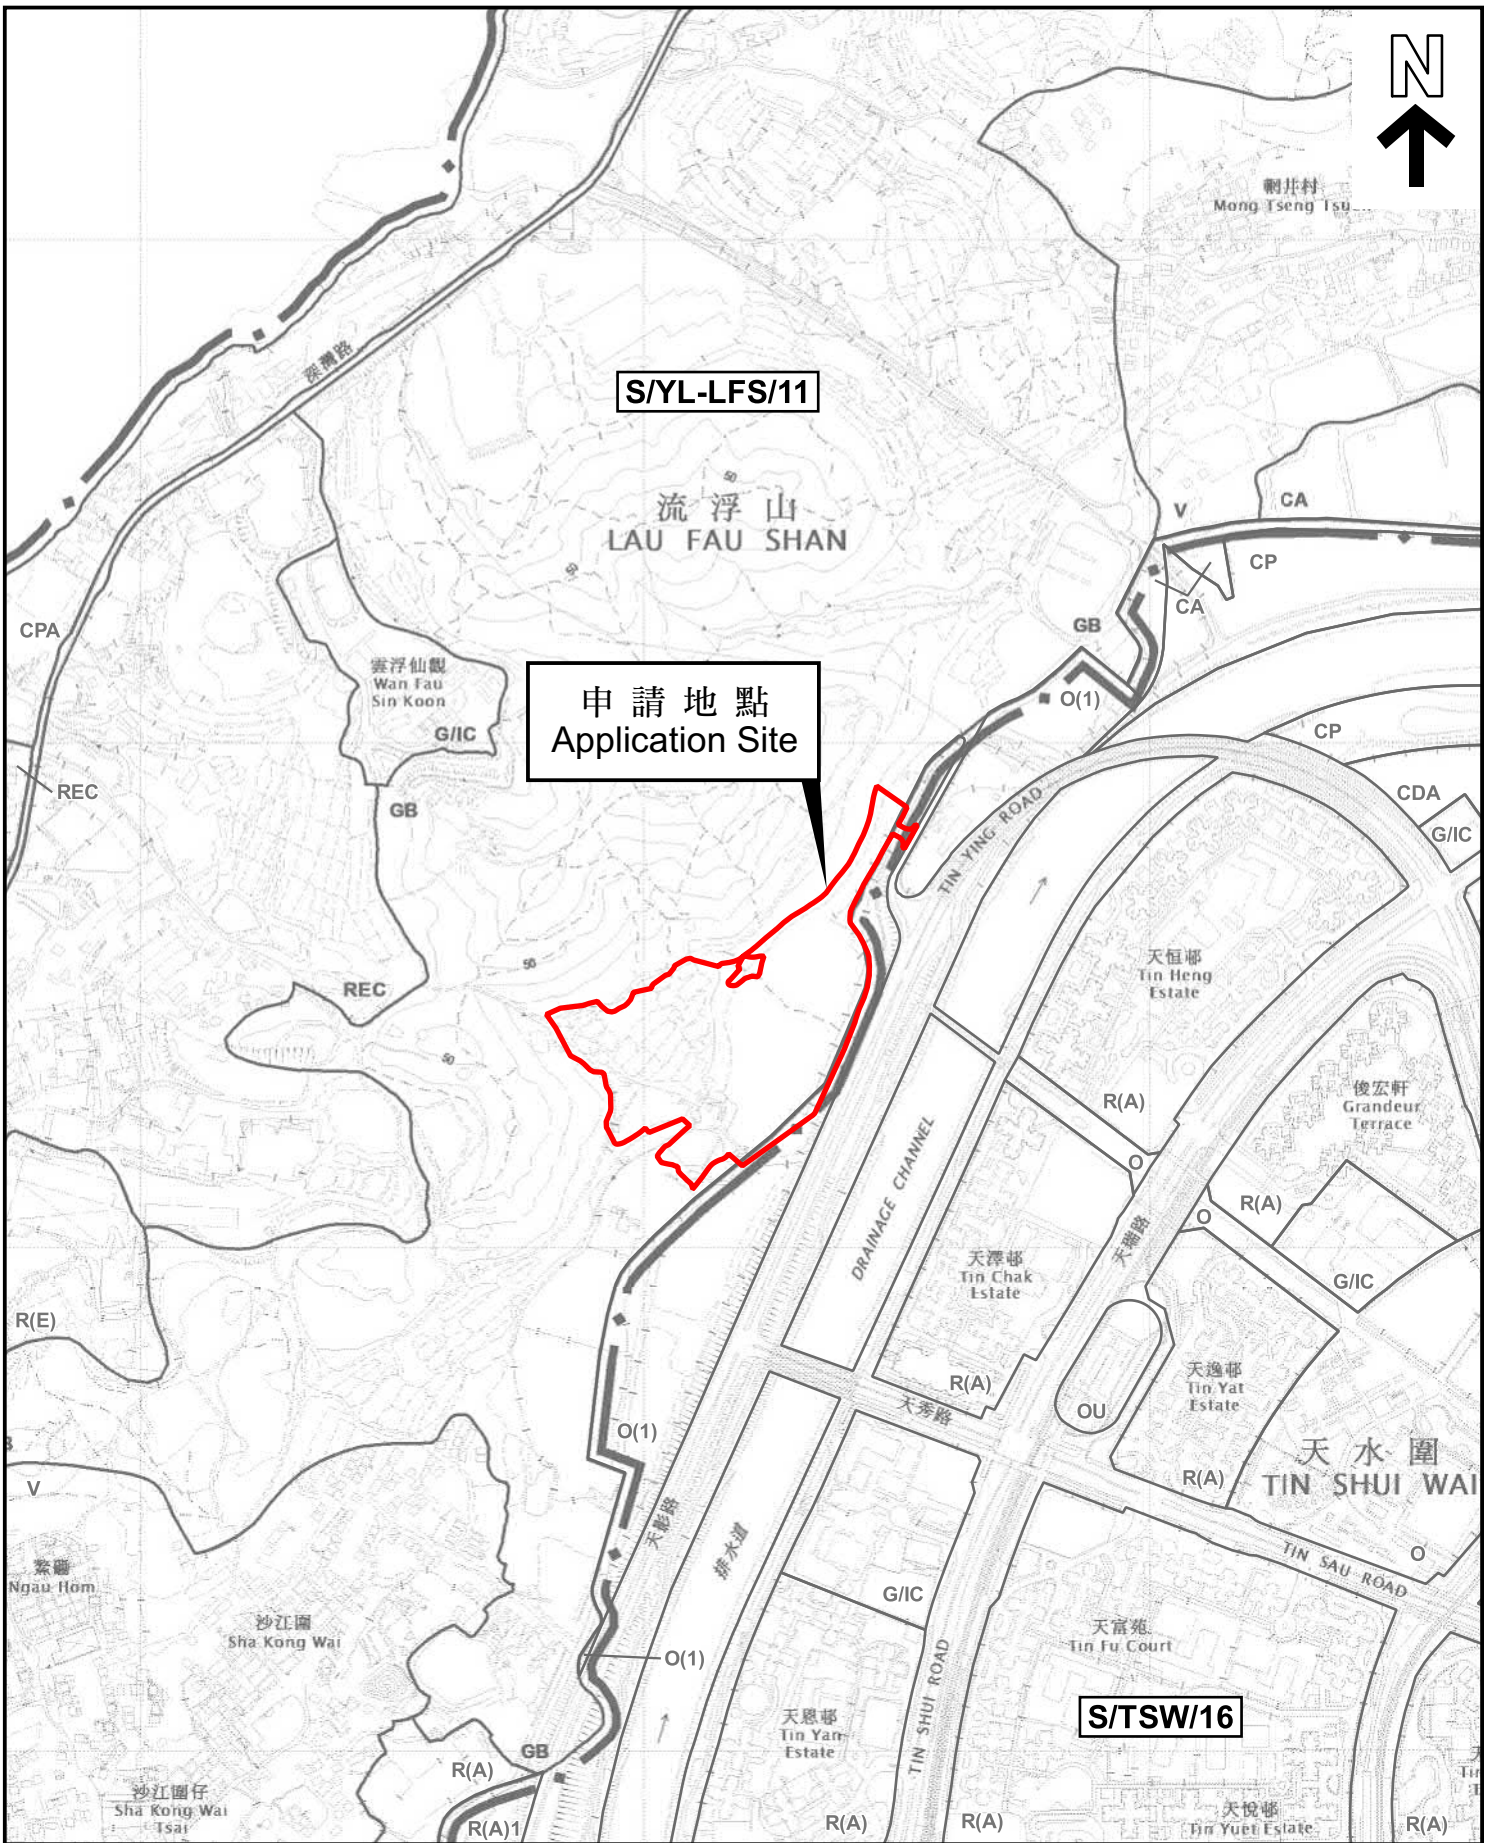 N
輞井村
Mong Tseng
深灣路
S/YL-LFS/11
50
流浮山
LAU FAU SHAN
V
CA
50
CP
CA
CPA
GB
雲浮仙觀
Wan Fau
Sin Koon
申請地點
Application Site
O(1)
G/IC
CP
REC
CDA
GB
G/IC
TIN YING ROAD
天恒邨
Tin Heng
Estate
50
REC
50
俊宏軒
Grandeur
Terrace
R(A)
DRAINAGE CHANNEL
O
R(A)
O
天瑞路
天澤邨
Tin Chak
Estate
G/IC
R(E)
天逸邨
Tin Yat
Estate
R(A)
OU
天秀路
O(1)
天水圍
TIN SHUI WAI
R(A)
V
天影路
排水道
TIN SAU ROAD
O
Ngau Hom
G/IC
沙江圍
Sha Kong Wai
天富苑
Tin Fu Court
O(1)
TIN SHUI ROAD
S/TSW/16
天恩邨
Tin Yan
Estate
GB
R(A)
沙江圍仔
Sha Kong Wai
Tsai
天悅邨
Tin Yuet Estate
R(A)1
R(A)
R(A)
R(A)